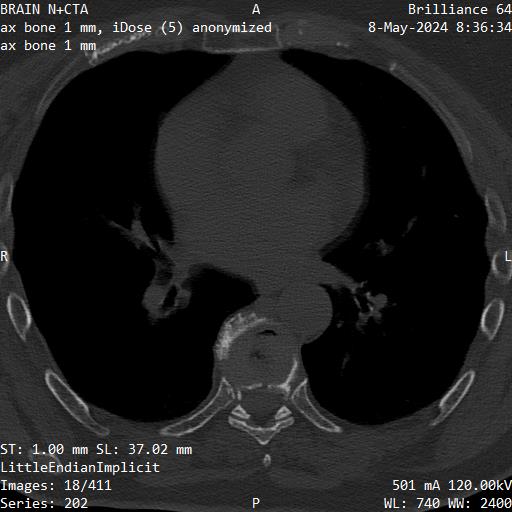 BRAIN N+CTA
ax bone 1 mm, iDose (5) anonymized
ax bone 1 mm
A
Brilliance 64
8-May-2024 8:36:34
R
L
ST: 1.00 mm SL: 37.02 mm
LittleEndianImplicit
Images: 18/411
Series: 202
P
501 mA 120.00kV
WL: 740 WW: 2400